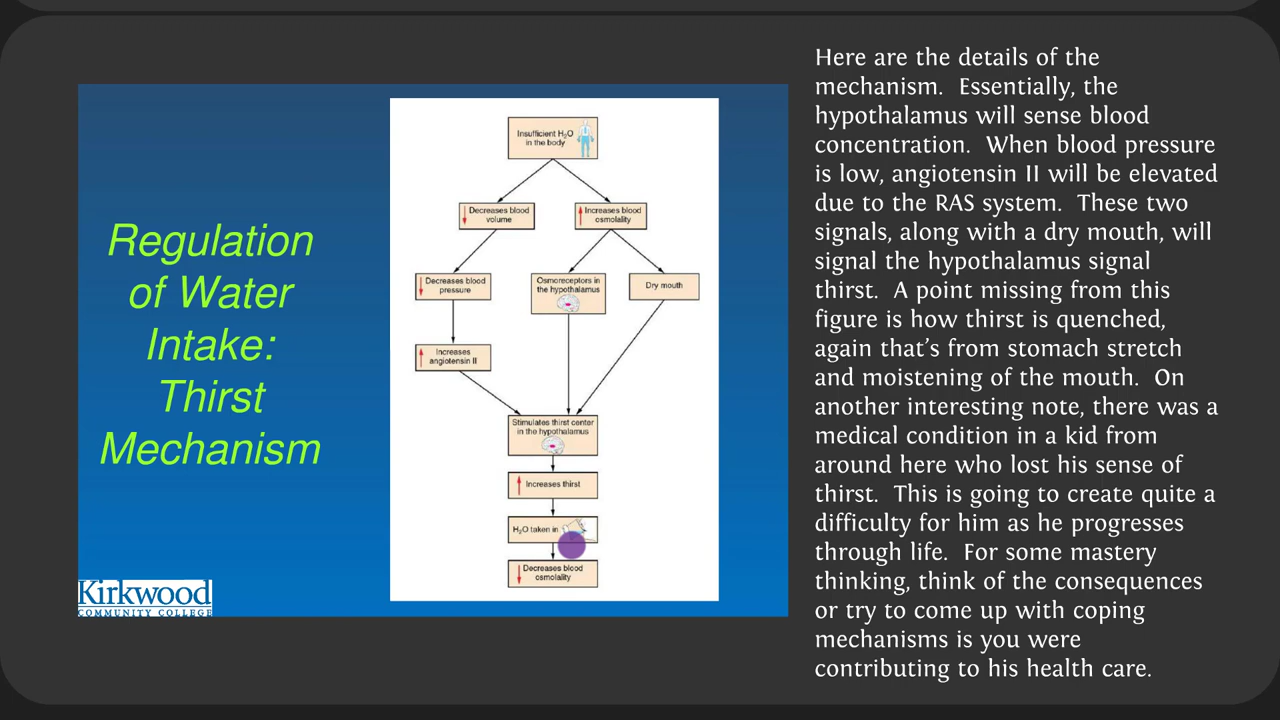 Regulation
of Water
Intake:
Thirst
Mechanism
Kirkwood
COMMUNITY COLLEGE
Insufficient H₂O
in the body
Decreases blood
volume
Increases blood
osmolality
Decreases blood
pressure
Osmoreceptors in
the hypothalamus
Dry mouth
Increases
angiotensin II
Stimulates thirst center
in the hypothalamus
Increases thirst
H₂O taken in
Decreases blood
osmolality
Here are the details of the
mechanism. Essentially, the
hypothalamus will sense blood
concentration. When blood pressure
is low, angiotensin II will be elevated
due to the RAS system. These two
signals, along with a dry mouth, will
signal the hypothalamus signal
thirst. A point missing from this
figure is how thirst is quenched,
again that's from stomach stretch
and moistening of the mouth. On
another interesting note, there was a
medical condition in a kid from
around here who lost his sense of
thirst. This is going to create quite a
difficulty for him as he progresses
through life. For some mastery
thinking, think of the consequences
or try to come up with coping
mechanisms is you were
contributing to his health care.